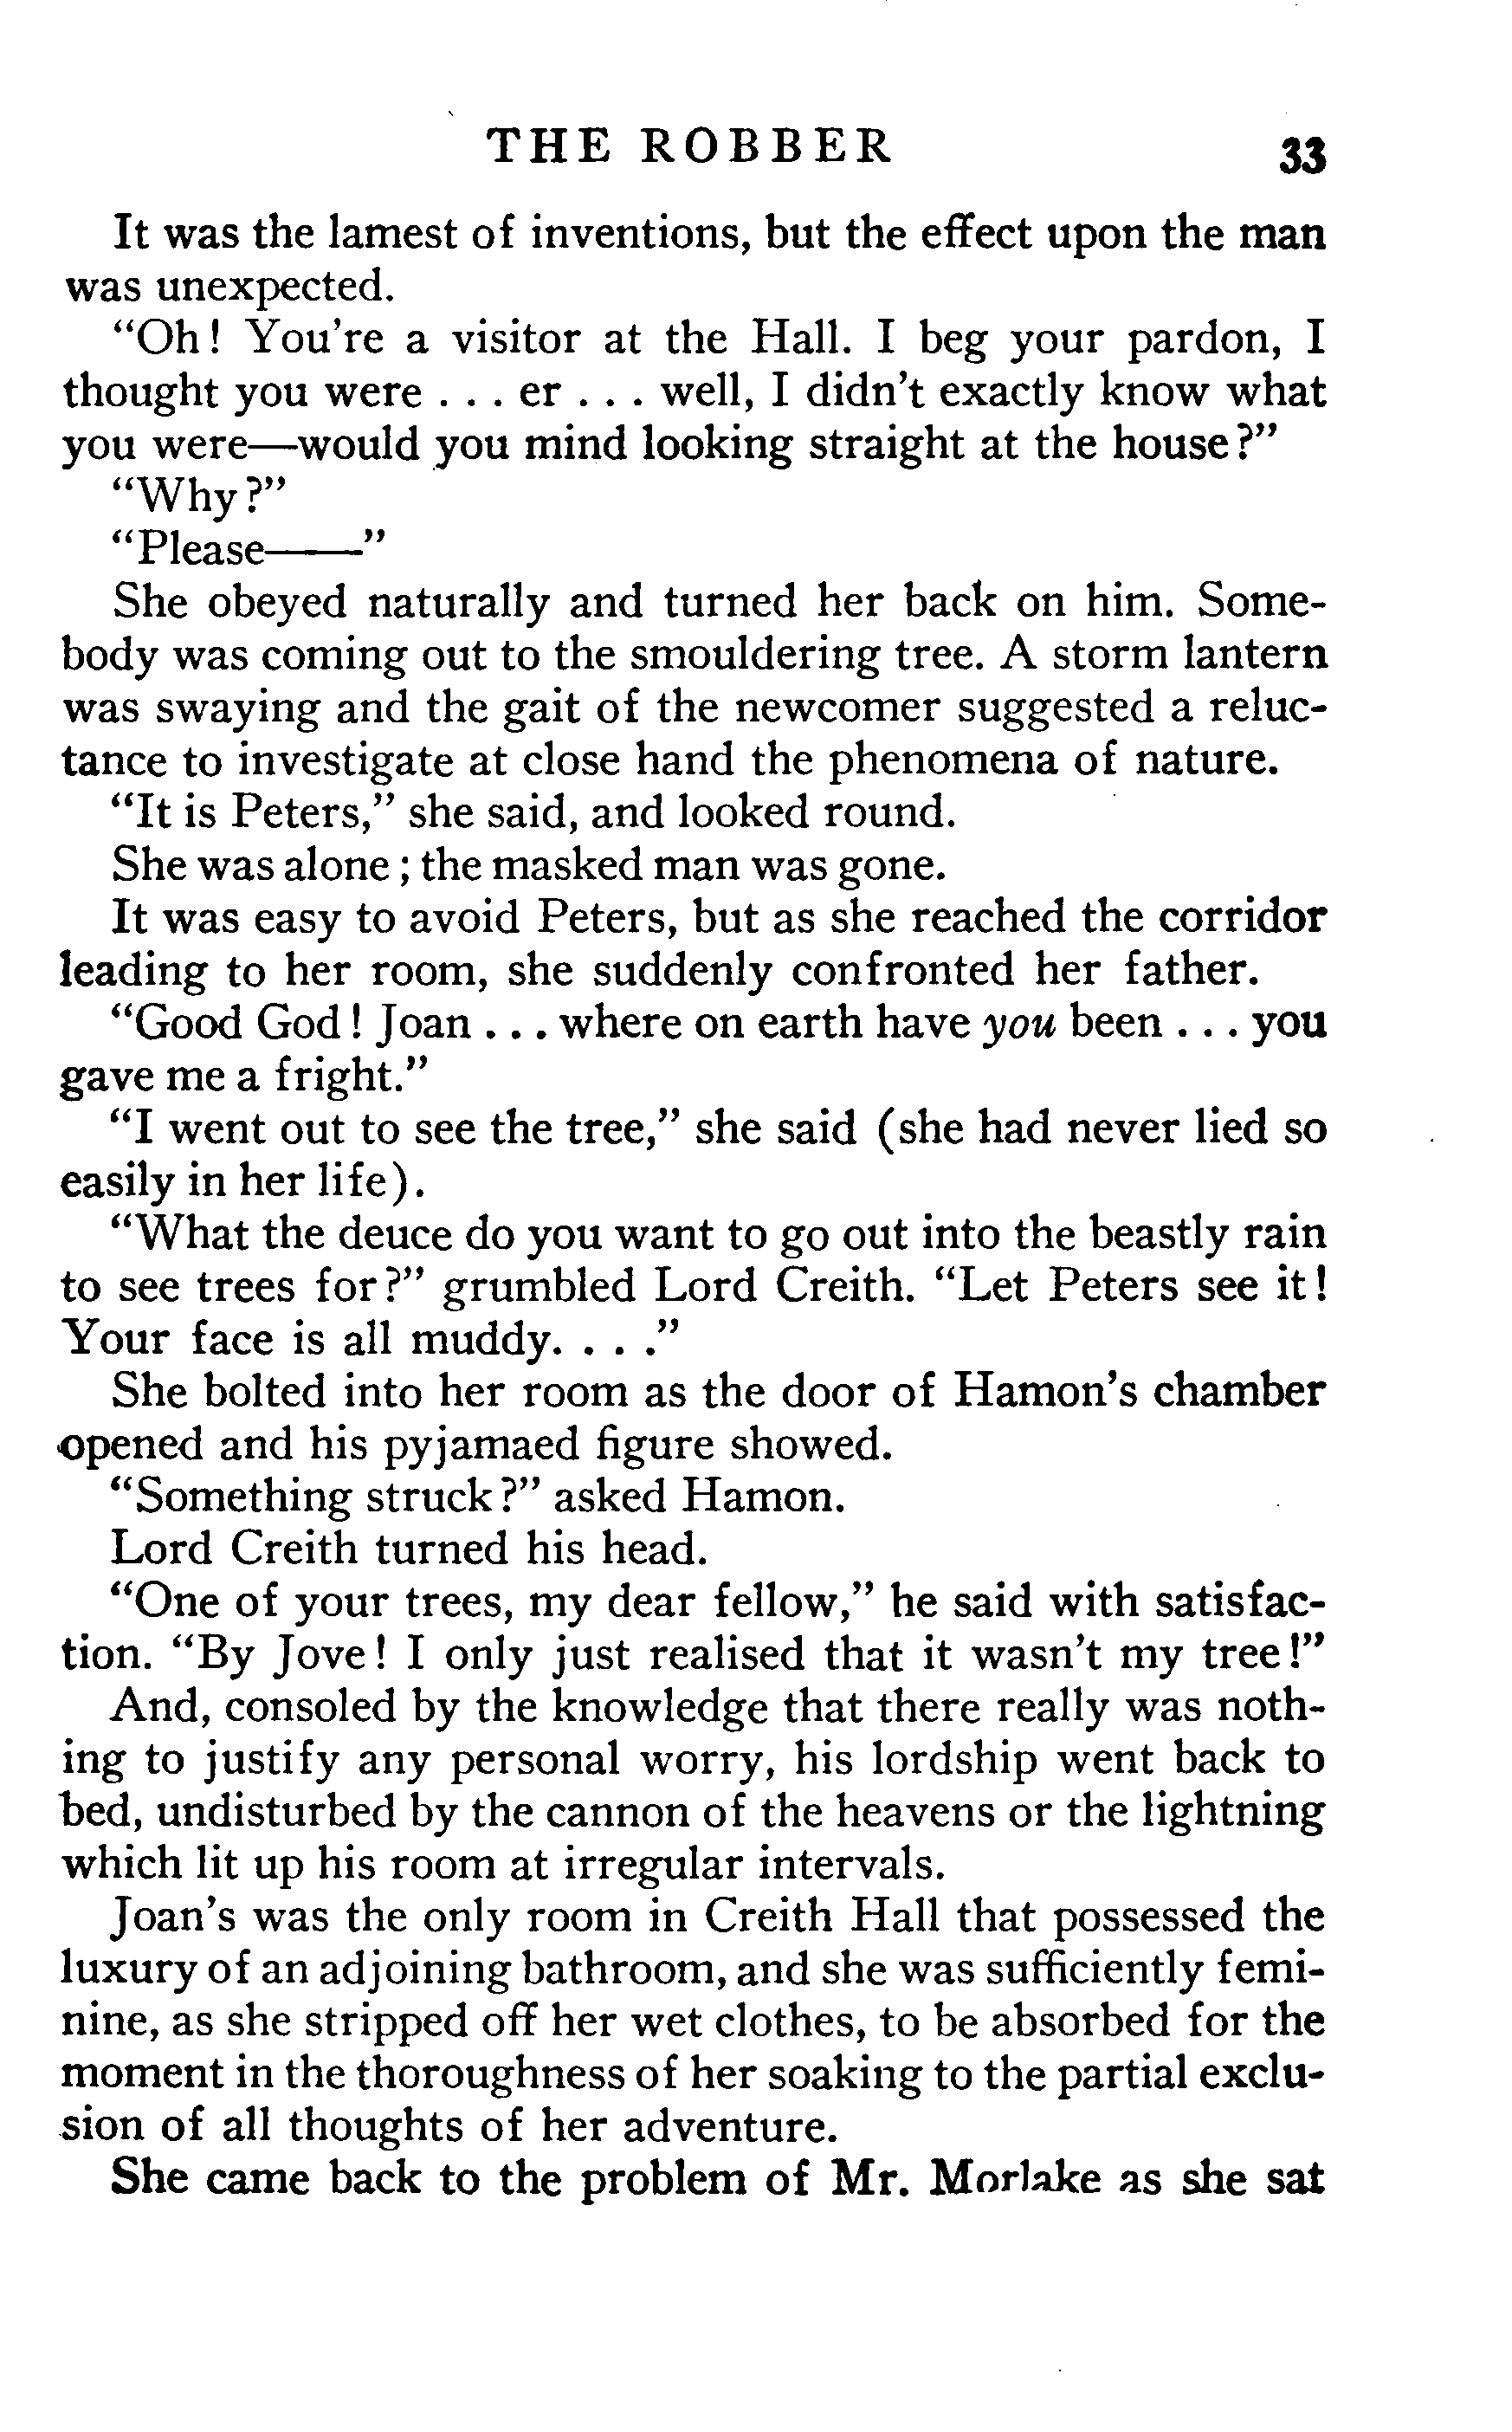 THE ROBBER 33
It was the lamest of inventions, but the effect upon the man
was unexpected.
"Oh! You're a visitor at the Hall. I beg your pardon, I
thought you were . . . er . . . well, I didn't exactly know what
you were—would you mind looking straight at the house?"
"Why?"
"Please——"
She obeyed naturally and turned her back on him. Some-
body was coming out to the smouldering tree. A storm lantern
was swaying and the gait of the newcomer suggested a reluc-
tance to investigate at close hand the phenomena of nature.
"It is Peters," she said, and looked round.
She was alone; the masked man was gone.
It was easy to avoid Peters, but as she reached the corridor
leading to her room, she suddenly confronted her father.
"Good God! Joan . . . where on earth have you been . . . you
gave me a fright."
"I went out to see the tree," she said (she had never lied so
easily in her life).
"What the deuce do you want to go out into the beastly rain
to see trees for?" grumbled Lord Creith. "Let Peters see it!
Your face is all muddy. . . ."
She bolted into her room as the door of Hamon's chamber
opened and his pyjamaed figure showed.
"Something struck?" asked Hamon.
Lord Creith turned his head.
"One of your trees, my dear fellow," he said with satisfac-
tion. "By Jove! I only just realised that it wasn't my tree!"
And, consoled by the knowledge that there really was noth-
ing to justify any personal worry, his lordship went back to
bed, undisturbed by the cannon of the heavens or the lightning
which lit up his room at irregular intervals.
Joan's was the only room in Creith Hall that possessed the
luxury of an adjoining bathroom, and she was sufficiently femi-
nine, as she stripped off her wet clothes, to be absorbed for the
moment in the thoroughness of her soaking to the partial exclu-
sion of all thoughts of her adventure.
She came back to the problem of Mr. Morlake as she sat